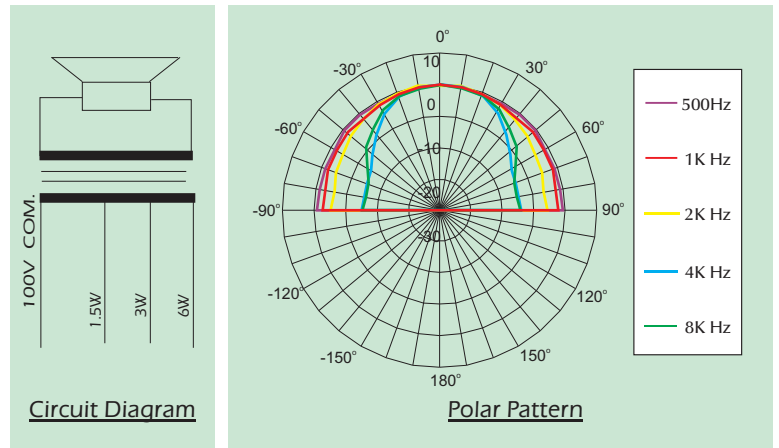 100V COM.
1.5W
3W
6W
Circuit Diagram
0°
30°
60°
90°
120°
150°
180°
-150°
-120°
-90°
-60°
-30°
10
0
-10
-20
-30
500Hz
1K Hz
2K Hz
4K Hz
8K Hz
Polar Pattern